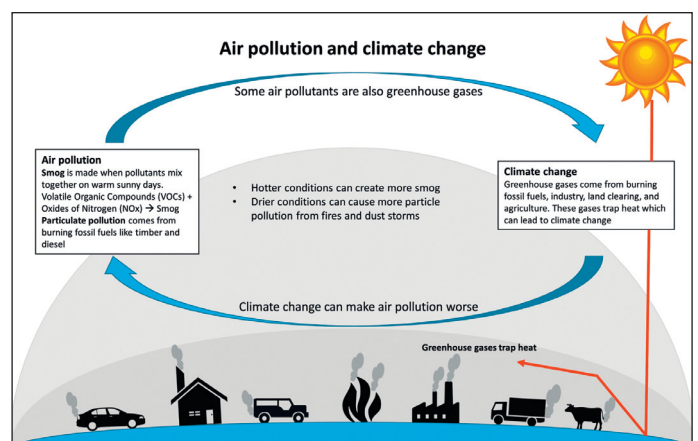 Air pollution and climate change
Some air pollutants are also greenhouse gases
Air pollution
Smog is made when pollutants mix
together on warm sunny days.
Volatile Organic Compounds (VOCs) +
Oxides of Nitrogen (NOx) → Smog
Particulate pollution comes from
burning fossil fuels like timber and
diesel
• Hotter conditions can create more smog
• Drier conditions can cause more particle
pollution from fires and dust storms
Climate change
Greenhouse gases come from burning
fossil fuels, industry, land clearing, and
agriculture. These gases trap heat which
can lead to climate change
Climate change can make air pollution worse
Greenhouse gases trap heat